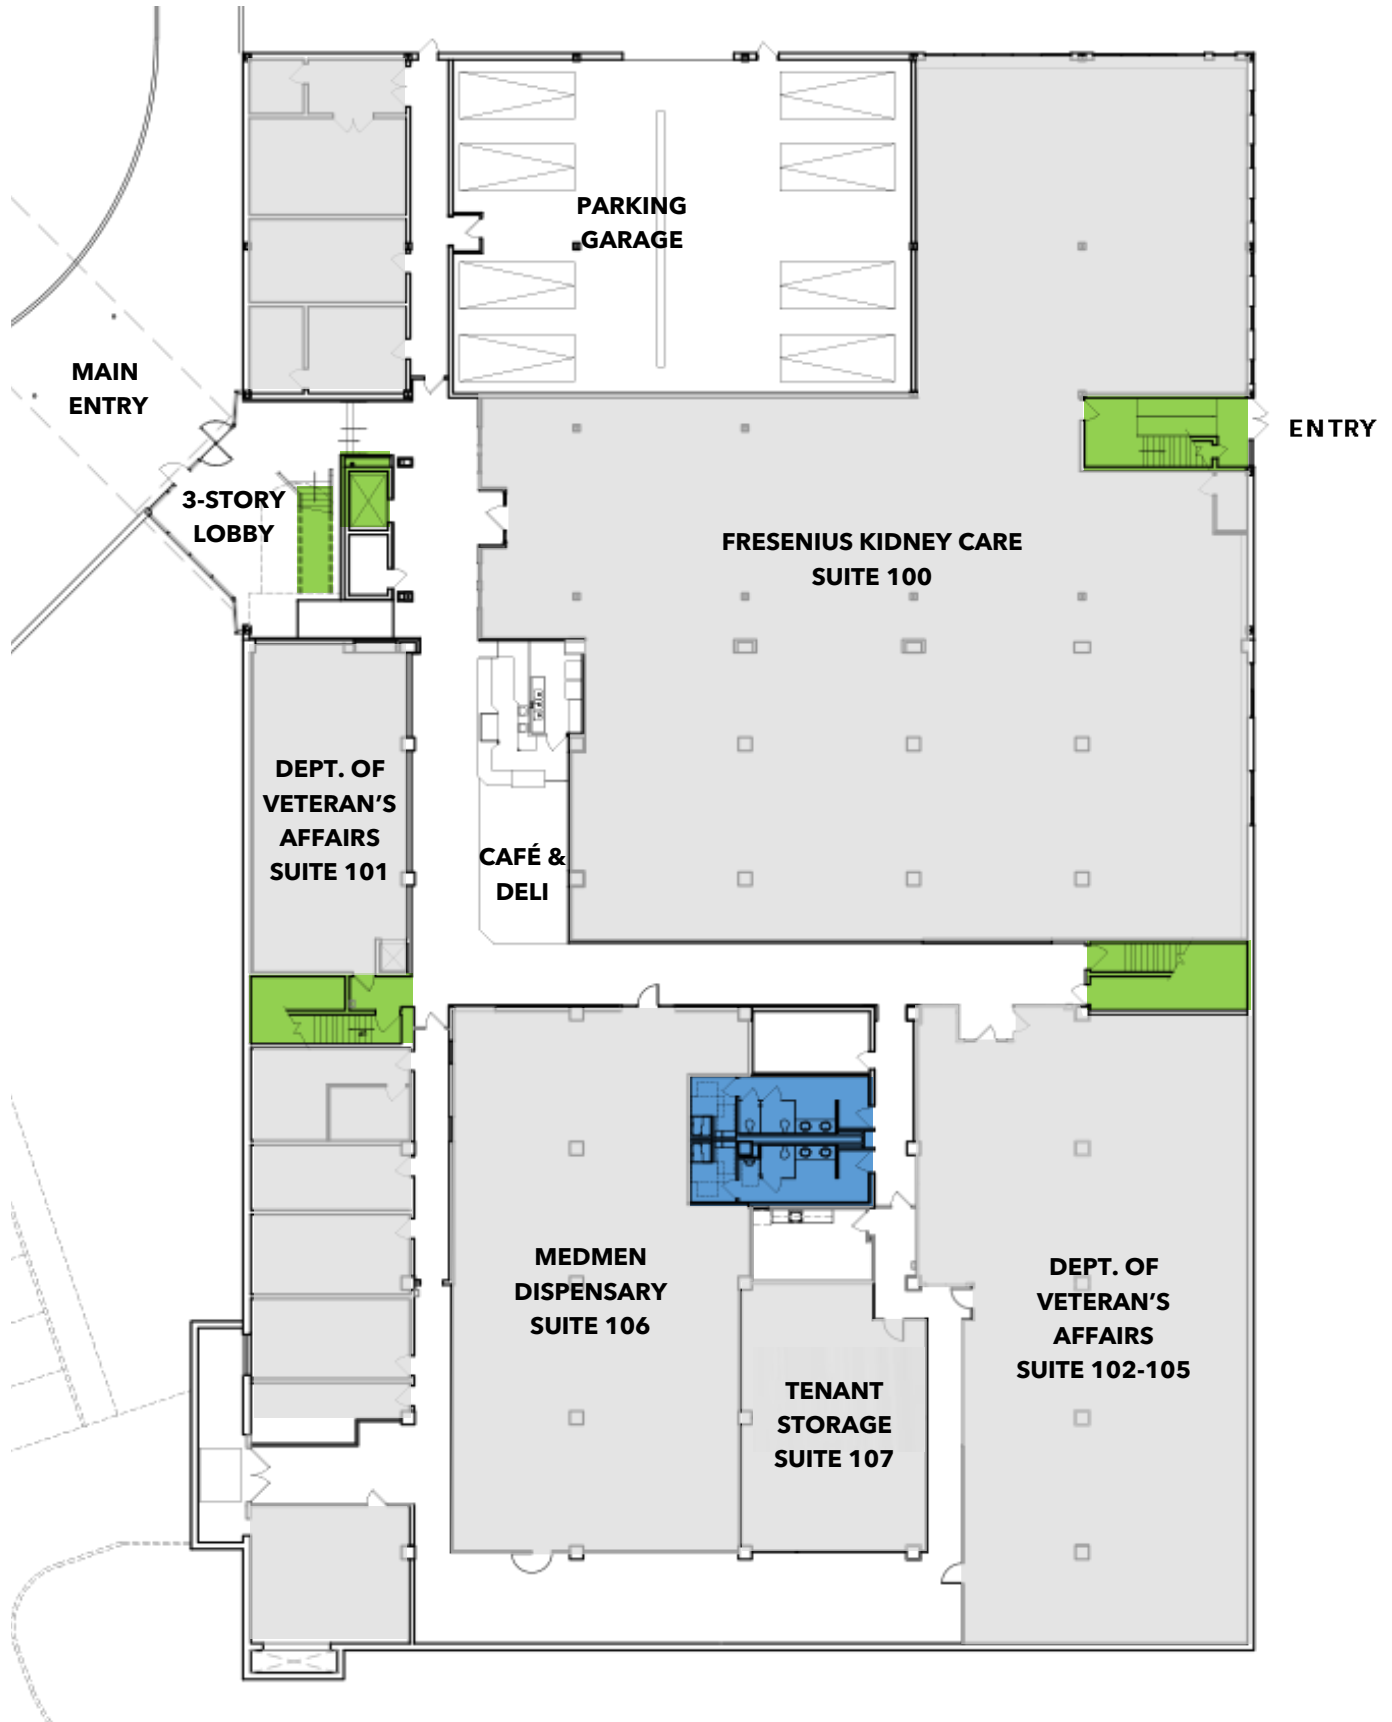 PARKING
GARAGE
MAIN
ENTRY
ENTRY
3-STORY
LOBBY
FRESENIUS KIDNEY CARE
SUITE 100
DEPT. OF
VETERAN'S
AFFAIRS
SUITE 101
CAFÉ &
DELI
MEDMEN
DISPENSARY
SUITE 106
DEPT. OF
VETERAN'S
AFFAIRS
SUITE 102-105
TENANT
STORAGE
SUITE 107